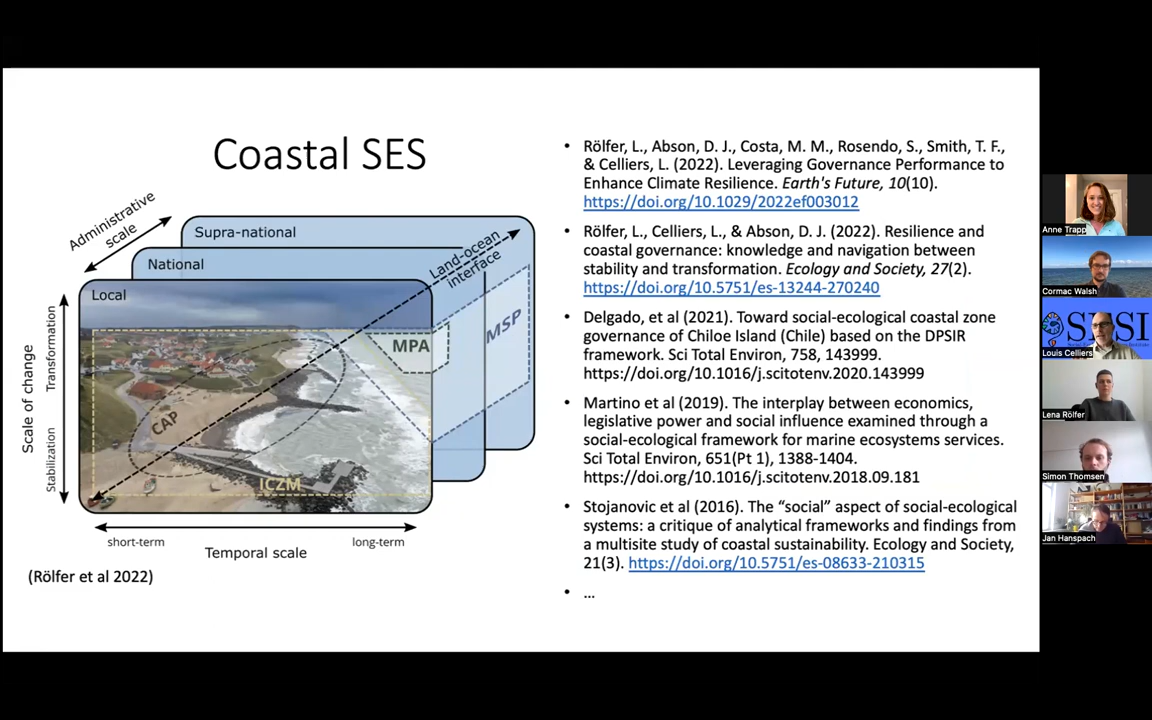 Coastal SES
Administrative
scale
Supra-national
National
Local
Land-ocean
interface
MSP
MPA
CAP
ICZM
Scale of change
Transformation
Stabilization
short-term
long-term
Temporal scale
(Rölfer et al 2022)
• Rölfer, L., Abson, D. J., Costa, M. M., Rosendo, S., Smith, T. F.,
& Celliers, L. (2022). Leveraging Governance Performance to
Enhance Climate Resilience. Earth's Future, 10(10).
https://doi.org/10.1029/2022ef003012
• Rölfer, L., Celliers, L., & Abson, D. J. (2022). Resilience and
coastal governance: knowledge and navigation between
stability and transformation. Ecology and Society, 27(2).
https://doi.org/10.5751/es-13244-270240
• Delgado, et al (2021). Toward social-ecological coastal zone
governance of Chiloe Island (Chile) based on the DPSIR
framework. Sci Total Environ, 758, 143999.
https://doi.org/10.1016/j.scitotenv.2020.143999
• Martino et al (2019). The interplay between economics,
legislative power and social influence examined through a
social-ecological framework for marine ecosystems services.
Sci Total Environ, 651(Pt 1), 1388-1404.
https://doi.org/10.1016/j.scitotenv.2018.09.181
• Stojanovic et al (2016). The “social” aspect of social-ecological
systems: a critique of analytical frameworks and findings from
a multisite study of coastal sustainability. Ecology and Society,
21(3). https://doi.org/10.5751/es-08633-210315
• ...
Anne Trapp
Cormac Walsh
Louis Celliers
Lena Rölfer
Simon Thomsen
Jan Hanspach